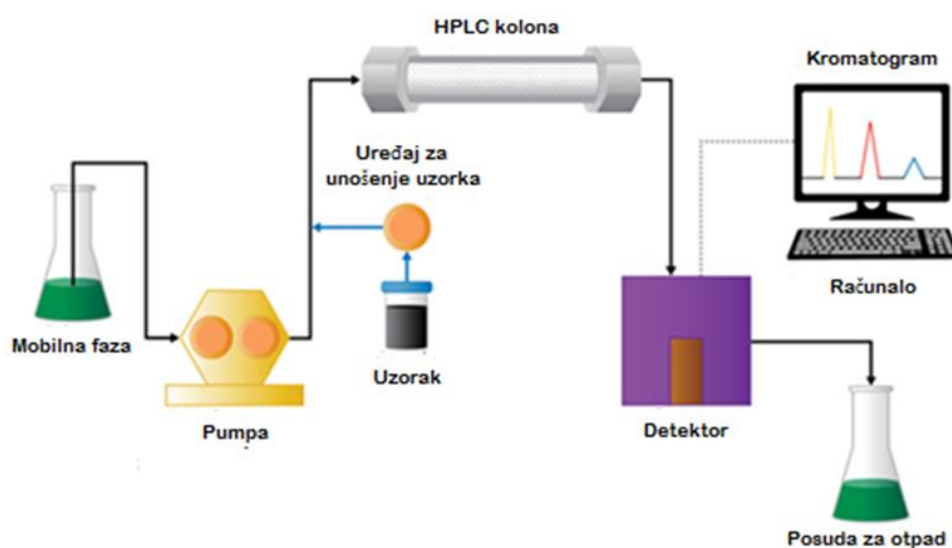 HPLC kolona
Kromatogram
Uređaj za
unošenje uzorka
Mobilna faza
Uzorak
Računalo
Pumpa
Detektor
Posuda za otpad